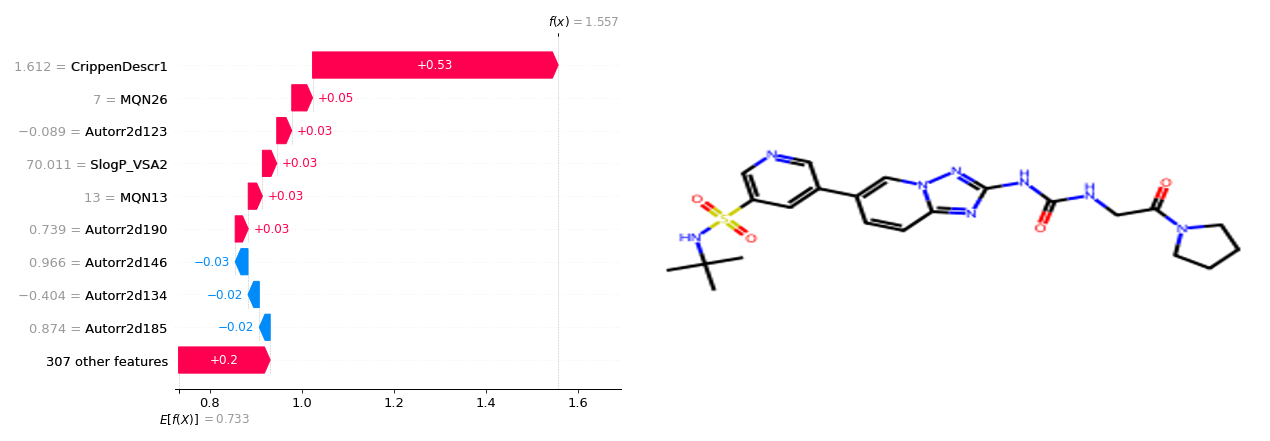 f(x) = 1.557
1.612 = CrippenDescr1 +0.53
7 = MQN26 +0.05
−0.089 = Autorr2d123 +0.03
70.011 = SlogP_VSA2 +0.03
13 = MQN13 +0.03
0.739 = Autorr2d190 +0.03
0.966 = Autorr2d146 −0.03
−0.404 = Autorr2d134 −0.02
0.874 = Autorr2d185 −0.02
307 other features +0.2
0.8 1.0 1.2 1.4 1.6
E[f(X)] = 0.733
N
O
S
O
HN
N
N
N
H
N
O
H
N
O
N